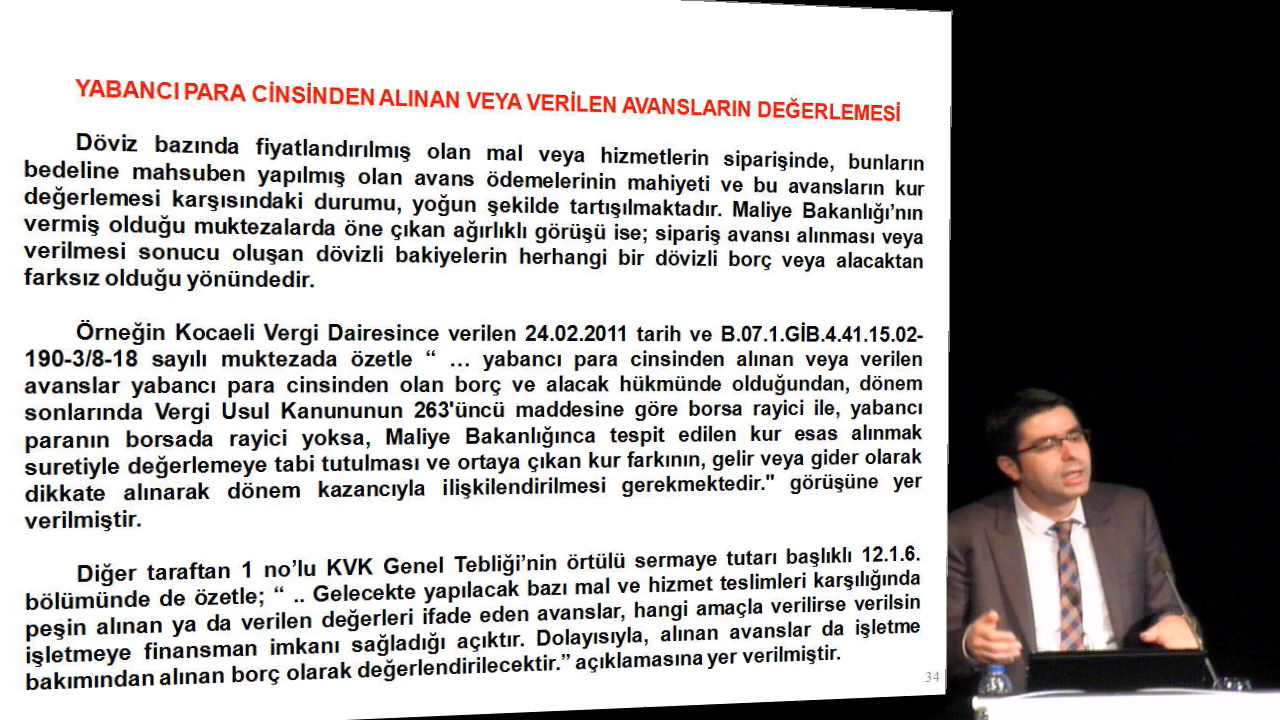 YABANCI PARA CİNSİNDEN ALINAN VEYA VERİLEN AVANSLARIN DEĞERLEMESİ
Döviz bazında fiyatlandırılmış olan mal veya hizmetlerin siparişinde, bunların
bedeline mahsuben yapılmış olan avans ödemelerinin mahiyeti ve bu avansların kur
değerlemesi karşısındaki durumu, yoğun şekilde tartışılmaktadır. Maliye Bakanlığı’nın
vermiş olduğu muktezalarda öne çıkan ağırlıklı görüşü ise; sipariş avansı alınması veya
verilmesi sonucu oluşan dövizli bakiyelerin herhangi bir dövizli borç veya alacaktan
farksız olduğu yönündedir.
Örneğin Kocaeli Vergi Dairesince verilen 24.02.2011 tarih ve B.07.1.GİB.4.41.15.02-
190-3/8-18 sayılı muktezada özetle “ … yabancı para cinsinden alınan veya verilen
avanslar yabancı para cinsinden olan borç ve alacak hükmünde olduğundan, dönem
sonlarında Vergi Usul Kanununun 263'üncü maddesine göre borsa rayici ile, yabancı
paranın borsada rayici yoksa, Maliye Bakanlığınca tespit edilen kur esas alınmak
suretiyle değerlemeye tabi tutulması ve ortaya çıkan kur farkının, gelir veya gider olarak
dikkate alınarak dönem kazancıyla ilişkilendirilmesi gerekmektedir." görüşüne yer
verilmiştir.
Diğer taraftan 1 no’lu KVK Genel Tebliği’nin örtülü sermaye tutarı başlıklı 12.1.6.
bölümünde de özetle; “ .. Gelecekte yapılacak bazı mal ve hizmet teslimleri karşılığında
peşin alınan ya da verilen değerleri ifade eden avanslar, hangi amaçla verilirse verilsin
işletmeye finansman imkanı sağladığı açıktır. Dolayısıyla, alınan avanslar da işletme
bakımından alınan borç olarak değerlendirilecektir.” açıklamasına yer verilmiştir.
34